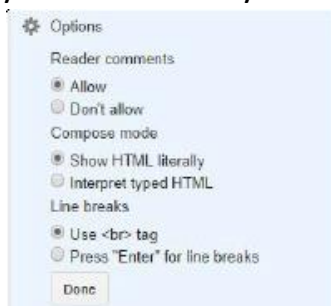 Options
Reader comments
Allow
Don't allow
Compose mode
Show HTML literally
Interpret typed HTML
Line breaks
Use <br> tag
Press "Enter" for line breaks
Done